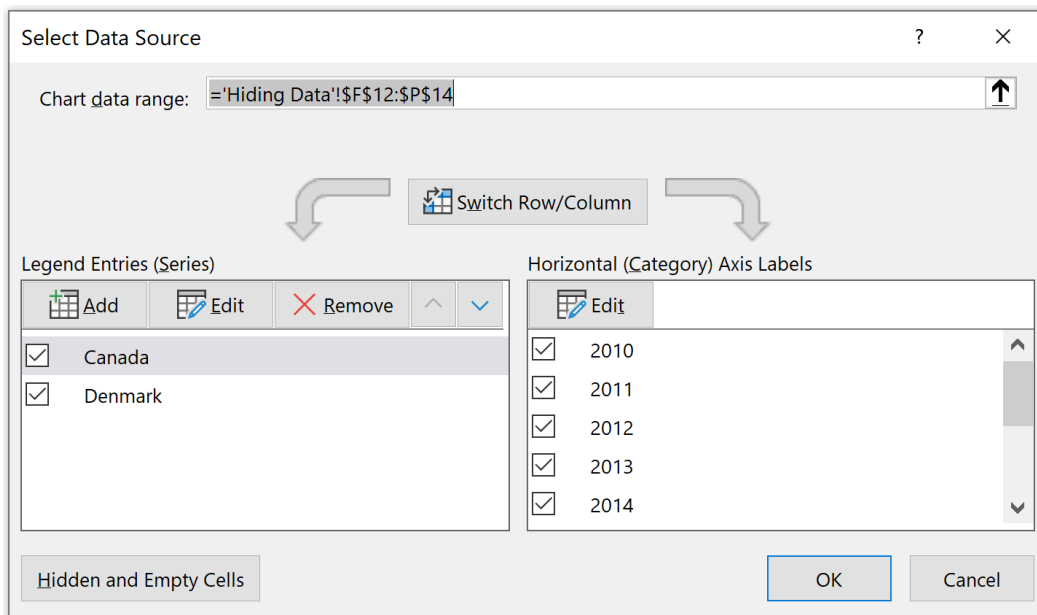 Select Data Source
?
Chart data range:
='Hiding Data'!$F$12:$P$14
Switch Row/Column
Legend Entries (Series)
Add
Edit
Remove
Canada
Denmark
Horizontal (Category) Axis Labels
Edit
2010
2011
2012
2013
2014
Hidden and Empty Cells
OK
Cancel